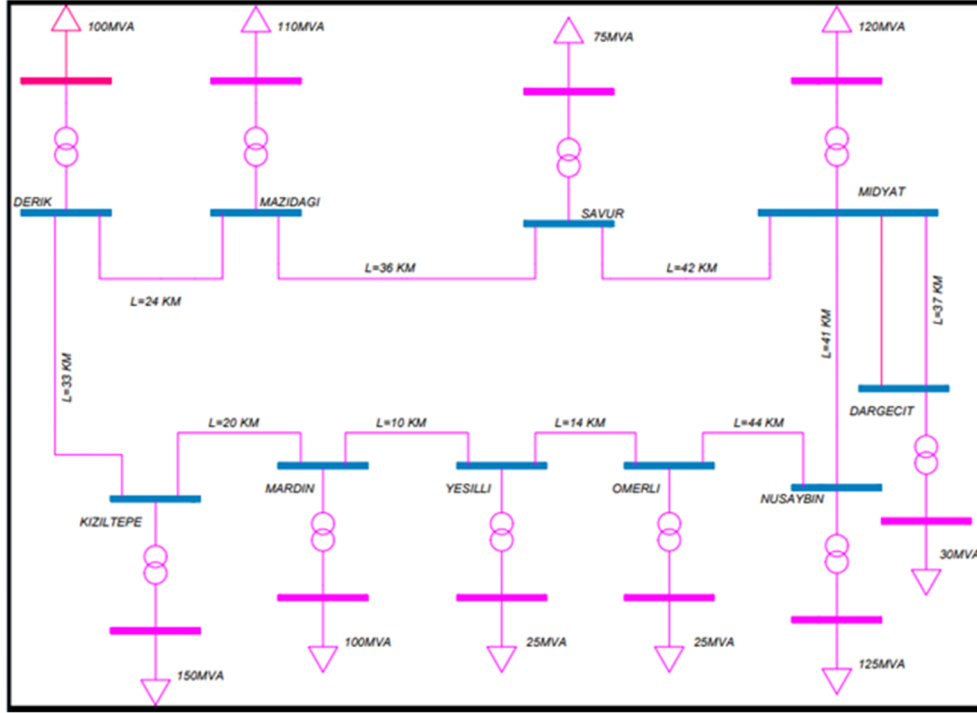 100MVA
110MVA
75MVA
120MVA
DERIK
MAZIDAGI
SAVUR
MIDYAT
L=24 KM
L=36 KM
L=42 KM
L=37 KM
L=41 KM
L=33 KM
DARGECIT
L=20 KM
L=10 KM
L=14 KM
L=44 KM
KIZILTEPE
MARDIN
YESILLI
OMERLI
NUSAYBIN
30MVA
150MVA
100MVA
25MVA
25MVA
125MVA